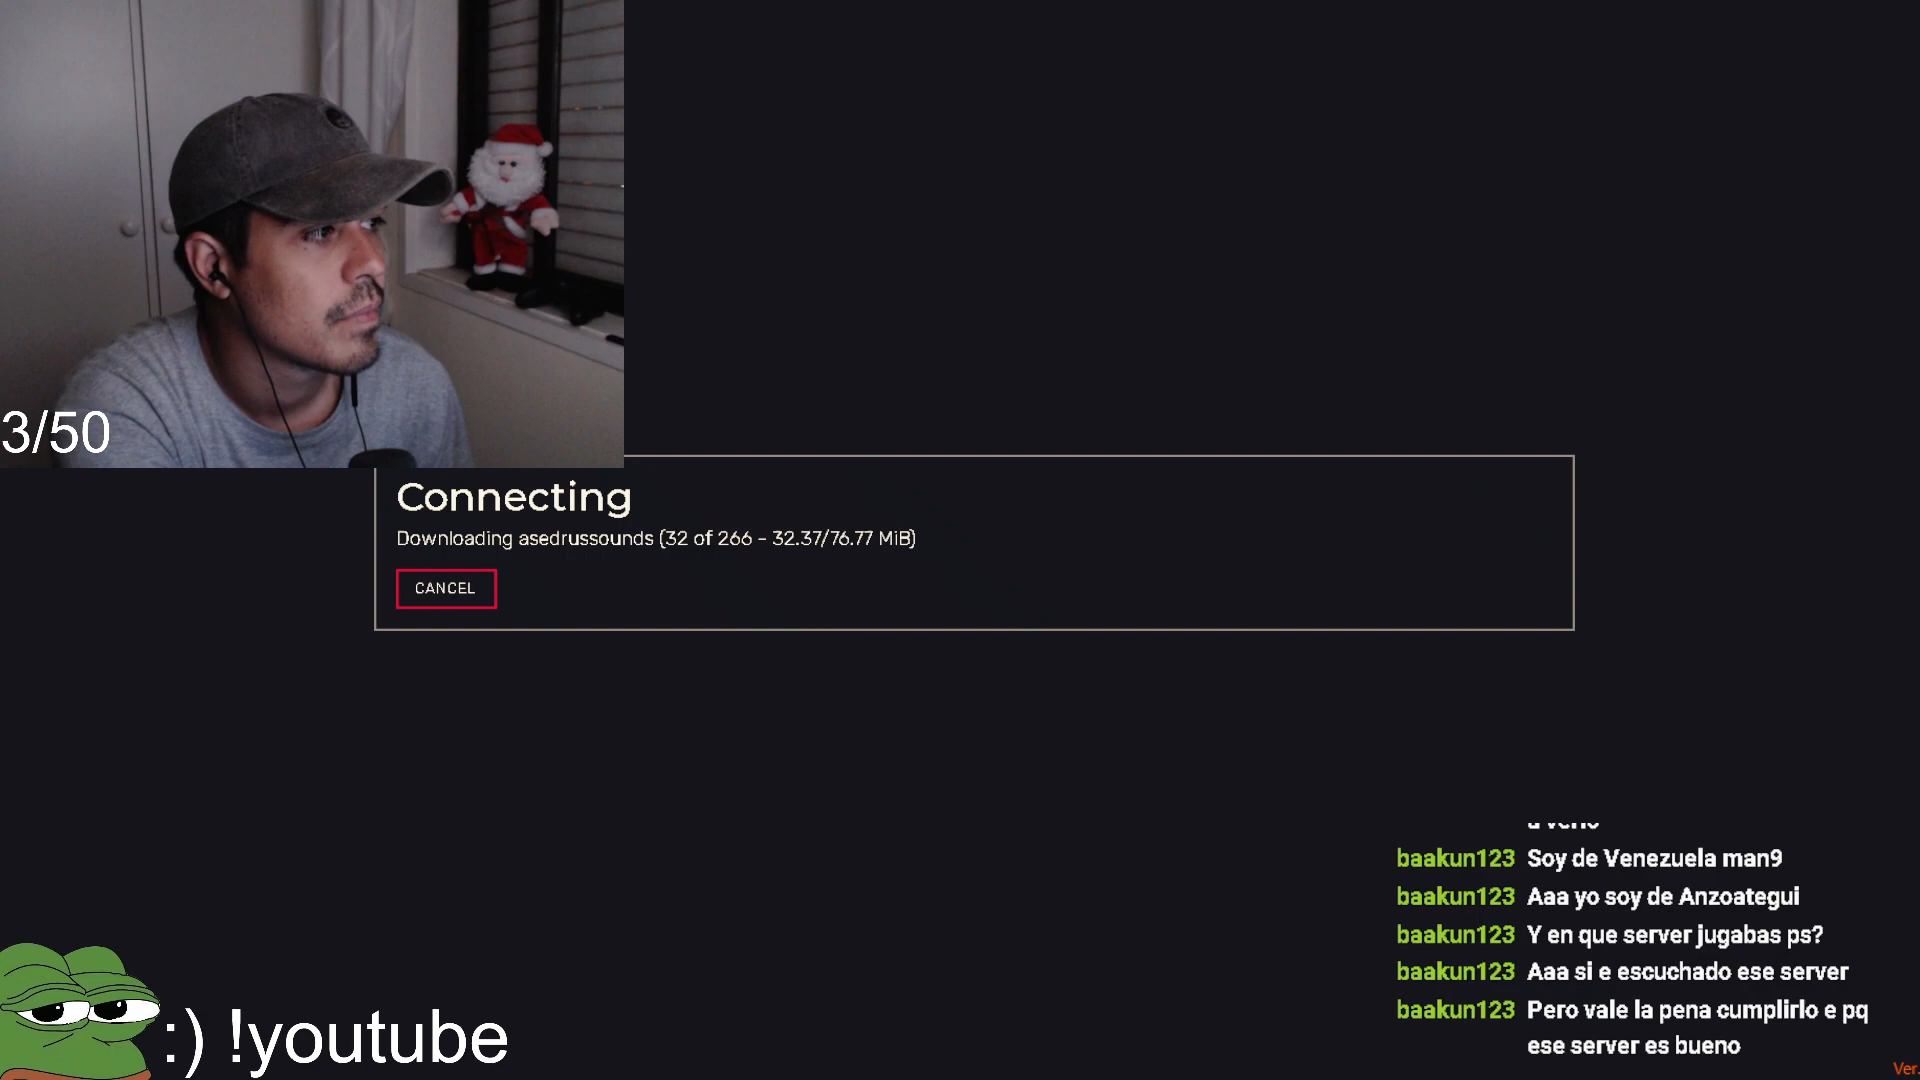 3/50
Connecting
Downloading asedrussounds (32 of 266 - 32.37/76.77 MiB)
CANCEL
baakun123 Soy de Venezuela man9
baakun123 Aaa yo soy de Anzoategui
baakun123 Y en que server jugabas ps?
baakun123 Aaa si e escuchado ese server
baakun123 Pero vale la pena cumplirlo e pq
ese server es bueno
:) !youtube
Ver.